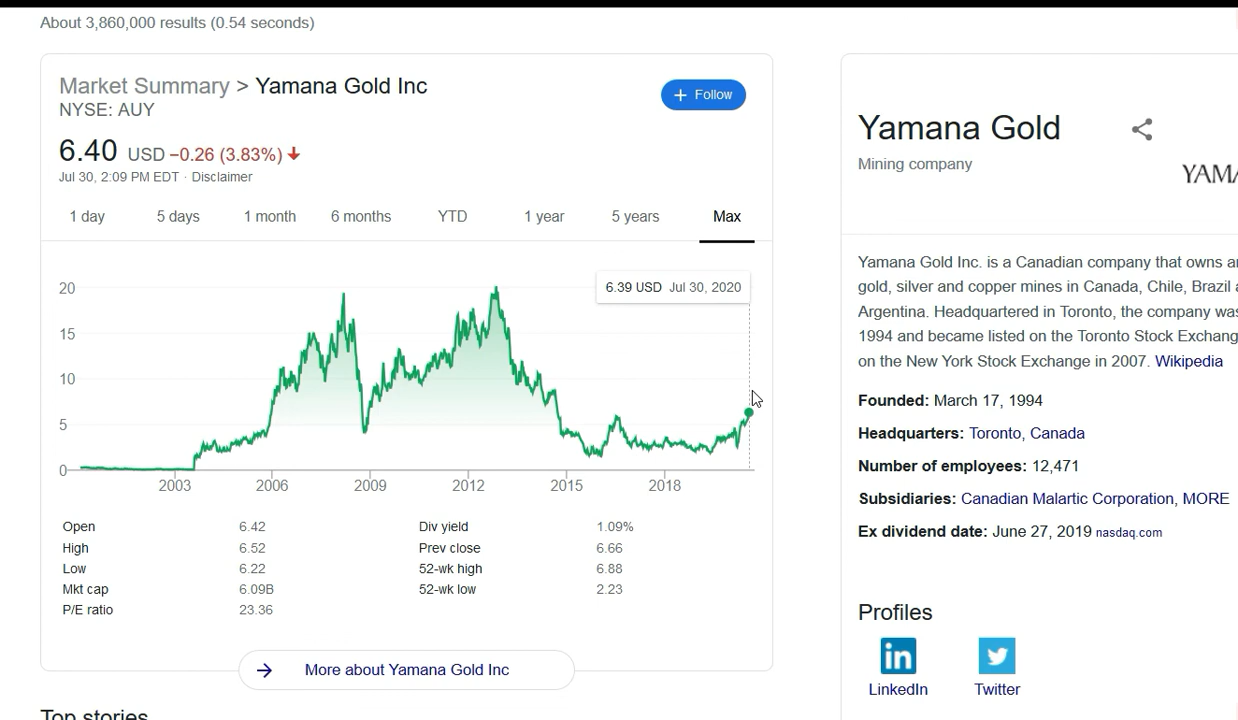 About 3,860,000 results (0.54 seconds)
Market Summary > Yamana Gold Inc
NYSE: AUY
Follow
6.40 USD −0.26 (3.83%)
Jul 30, 2:09 PM EDT · Disclaimer
1 day 5 days 1 month 6 months YTD 1 year 5 years Max
6.39 USD Jul 30, 2020
20
15
10
5
0
2003 2006 2009 2012 2015 2018
Open 6.42 Div yield 1.09%
High 6.52 Prev close 6.66
Low 6.22 52-wk high 6.88
Mkt cap 6.09B 52-wk low 2.23
P/E ratio 23.36
More about Yamana Gold Inc
Top stories
Yamana Gold
Mining company
YAMA
Yamana Gold Inc. is a Canadian company that owns
gold, silver and copper mines in Canada, Chile, Brazil
Argentina. Headquartered in Toronto, the company
1994 and became listed on the Toronto Stock
on the New York Stock Exchange in 2007. Wikipedia
Founded: March 17, 1994
Headquarters: Toronto, Canada
Number of employees: 12,471
Subsidiaries: Canadian Malartic Corporation, MORE
Ex dividend date: June 27, 2019 nasdaq.com
Profiles
LinkedIn Twitter